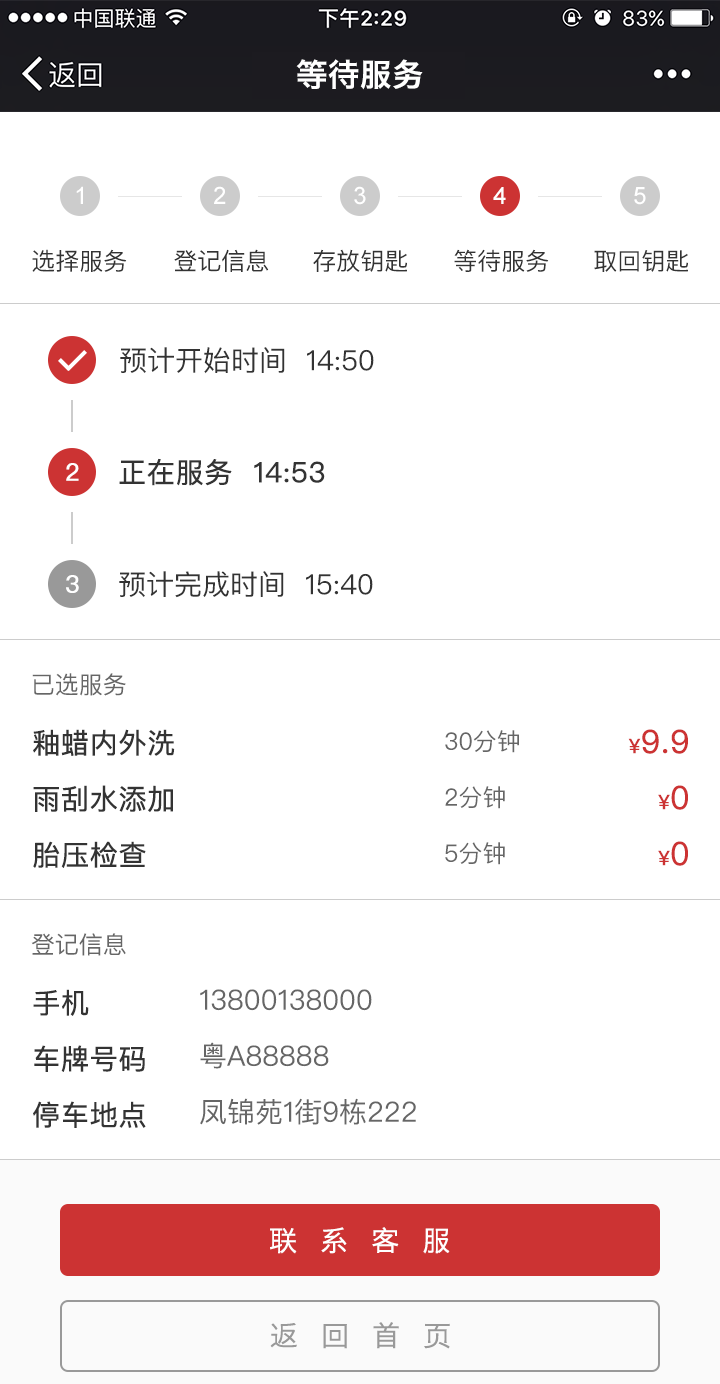 中国联通 下午2:29 83%
返回 等待服务
1 2 3 4 5
选择服务 登记信息 存放钥匙 等待服务 取回钥匙
预计开始时间 14:50
2 正在服务 14:53
3 预计完成时间 15:40
已选服务
釉蜡内外洗 30分钟 ¥9.9
雨刮水添加 2分钟 ¥0
胎压检查 5分钟 ¥0
登记信息
手机 13800138000
车牌号码 粤A88888
停车地点 凤锦苑1街9栋222
联系客服
返回首页